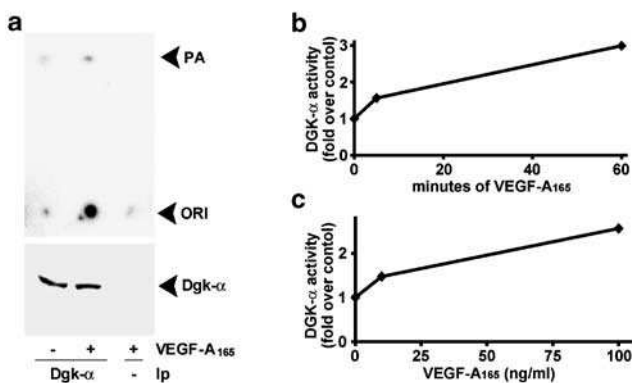 a
PA
ORI
Dgk-α
- + + VEGF-A165
Dgk-α - Ip
b
DGK-α activity
(fold over contol)
3
2
1
0 20 40 60
minutes of VEGF-A165
c
DGK-α activity
(fold over contol)
2
1
0 25 50 75 100
VEGF-A165 (ng/ml)